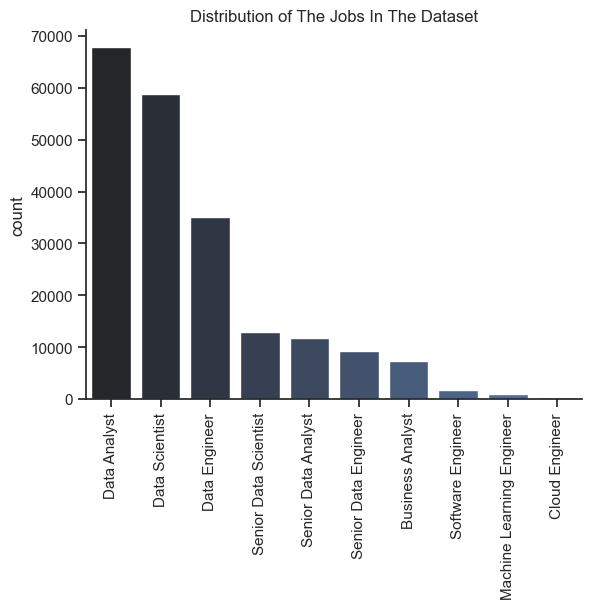 Distribution of The Jobs In The Dataset
count
70000
60000
50000
40000
30000
20000
10000
0
Data Analyst
Data Scientist
Data Engineer
Senior Data Scientist
Senior Data Analyst
Senior Data Engineer
Business Analyst
Software Engineer
Machine Learning Engineer
Cloud Engineer